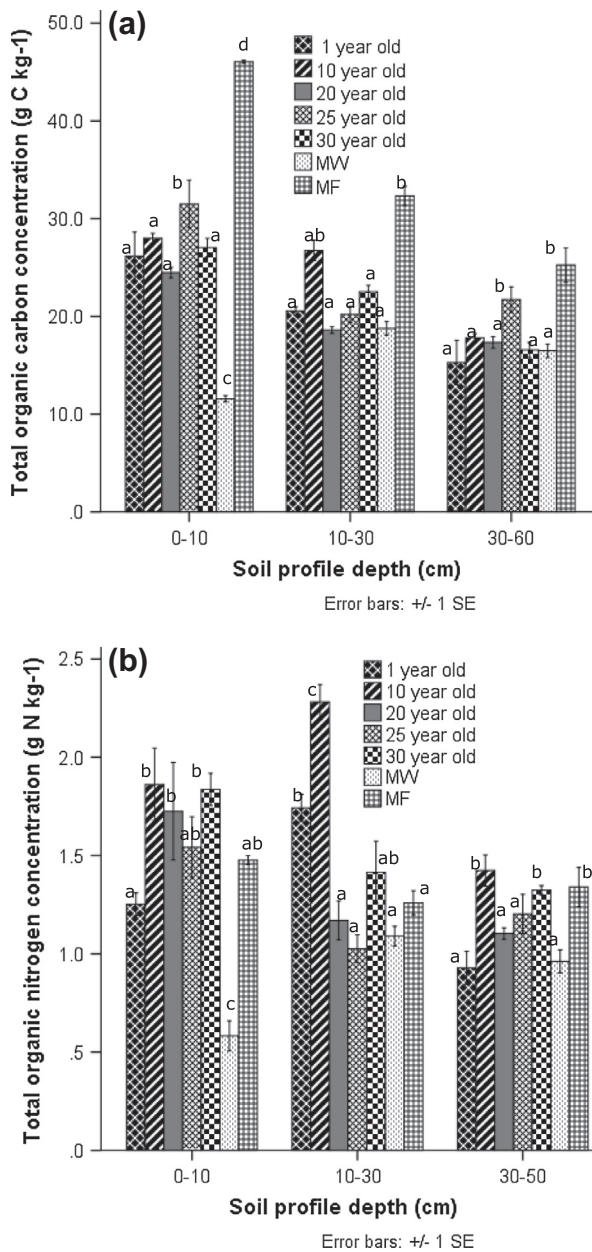 (a)
Total organic carbon concentration (g C kg-1)
50.0
40.0
30.0
20.0
10.0
.0
1 year old
10 year old
20 year old
25 year old
30 year old
MW
MF
a a a b a c d
a ab a a a a b
a a a b a a b
0-10 10-30 30-60
Soil profile depth (cm)
Error bars: +/- 1 SE
(b)
Total organic nitrogen concentration (g N kg-1)
2.5
2.0
1.5
1.0
.5
.0
1 year old
10 year old
20 year old
25 year old
30 year old
MW
MF
a b b ab b c ab
b c a a ab a a
a b a a b a b
0-10 10-30 30-50
Soil profile depth (cm)
Error bars: +/- 1 SE